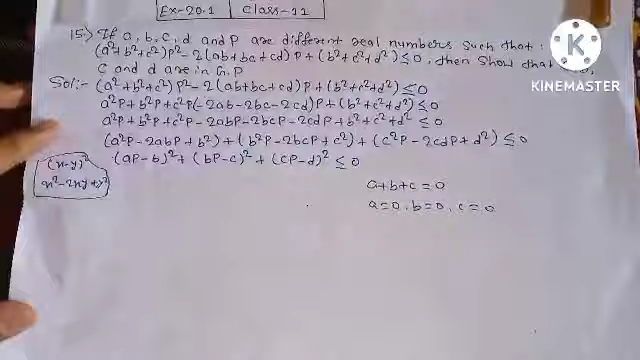 Ex-20.1 Class-11
15:) If a, b, c, d and p are different real numbers such that:
(a²+b²+c²)p²-2(ab+bc+cd)p+(b²+c²+d²)≤0, then show that
c and d are in G.P
Sol:- (a²+b²+c²)p²-2(ab+bc+cd)p+(b²+c²+d²)≤0
a²p+b²p+c²p(-2ab-2bc-2cd)p+(b²+c²+d²)≤0
a²p+b²p+c²p-2abp-2bcp-2cdp+b²+c²+d²≤0
(a²p-2abp+b²)+(b²p-2bcp+c²)+(c²p-2cdp+d²)≤0
(ap-b)²+(bp-c)²+(cp-d)²≤0
(x-y)²
x²-2xy+y²
a+b+c=0
a=0, b=0, c=0
KINEMASTER